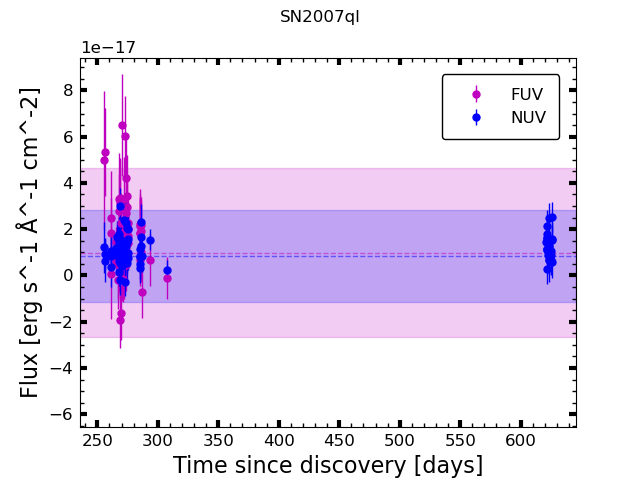 SN2007ql
1e−17
FUV
NUV
8
6
4
2
0
−2
−4
−6
Flux [erg s^-1 Å^-1 cm^-2]
250 300 350 400 450 500 550 600
Time since discovery [days]